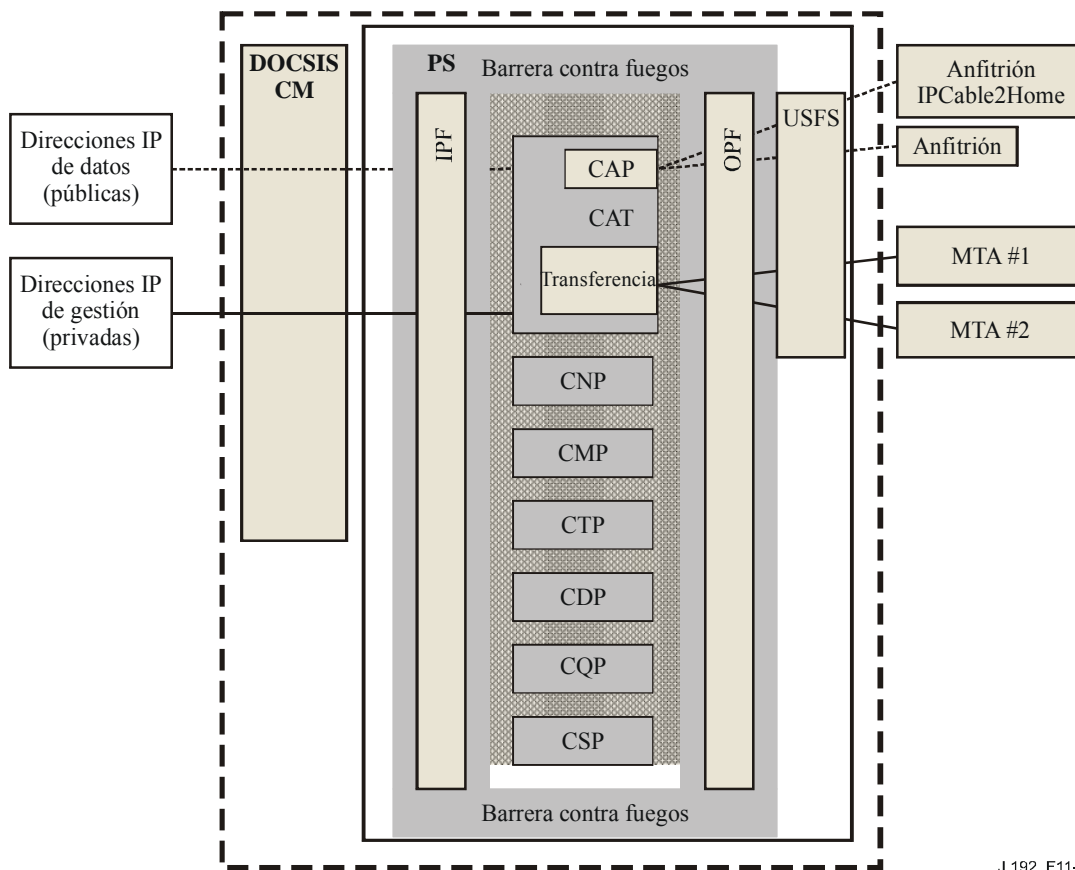 DOCSIS
CM
PS
Barrera contra fuegos
Anfitrión
IPCable2Home
USFS
IPF
OPF
Direcciones IP
de datos
(públicas)
Anfitrión
CAP
CAT
Transferencia
MTA #1
Direcciones IP
de gestión
(privadas)
MTA #2
CNP
CMP
CTP
CDP
CQP
CSP
Barrera contra fuegos